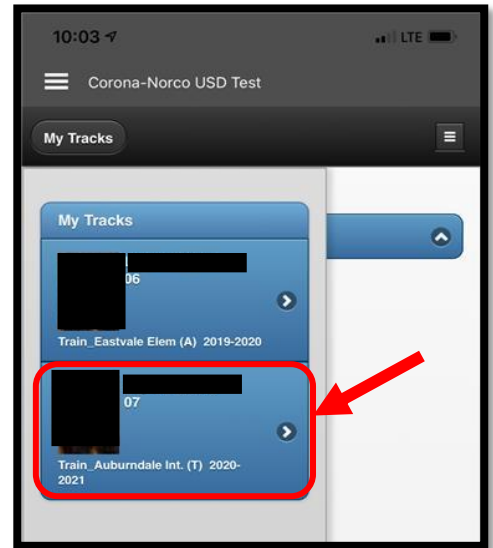 10:03
LTE
Corona-Norco USD Test
My Tracks
My Tracks
06
Train_Eastvale Elem (A) 2019-2020
07
Train_Auburndale Int. (T) 2020-
2021